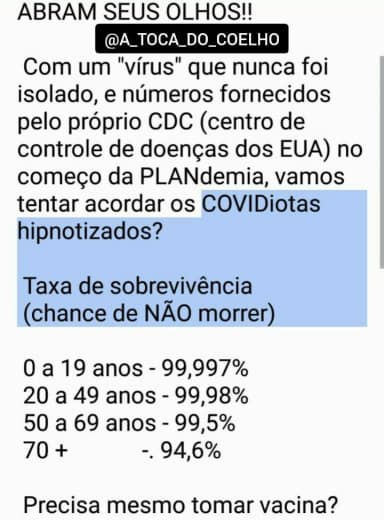 ABRAM SEUS OLHOS!!
@A_TOCA_DO_COELHO
Com um "vírus" que nunca foi
isolado, e números fornecidos
pelo próprio CDC (centro de
controle de doenças dos EUA) no
começo da PLANdemia, vamos
tentar acordar os COVIDiotas
hipnotizados?
Taxa de sobrevivência
(chance de NÃO morrer)
0 a 19 anos - 99,997%
20 a 49 anos - 99,98%
50 a 69 anos - 99,5%
70 + -. 94,6%
Precisa mesmo tomar vacina?